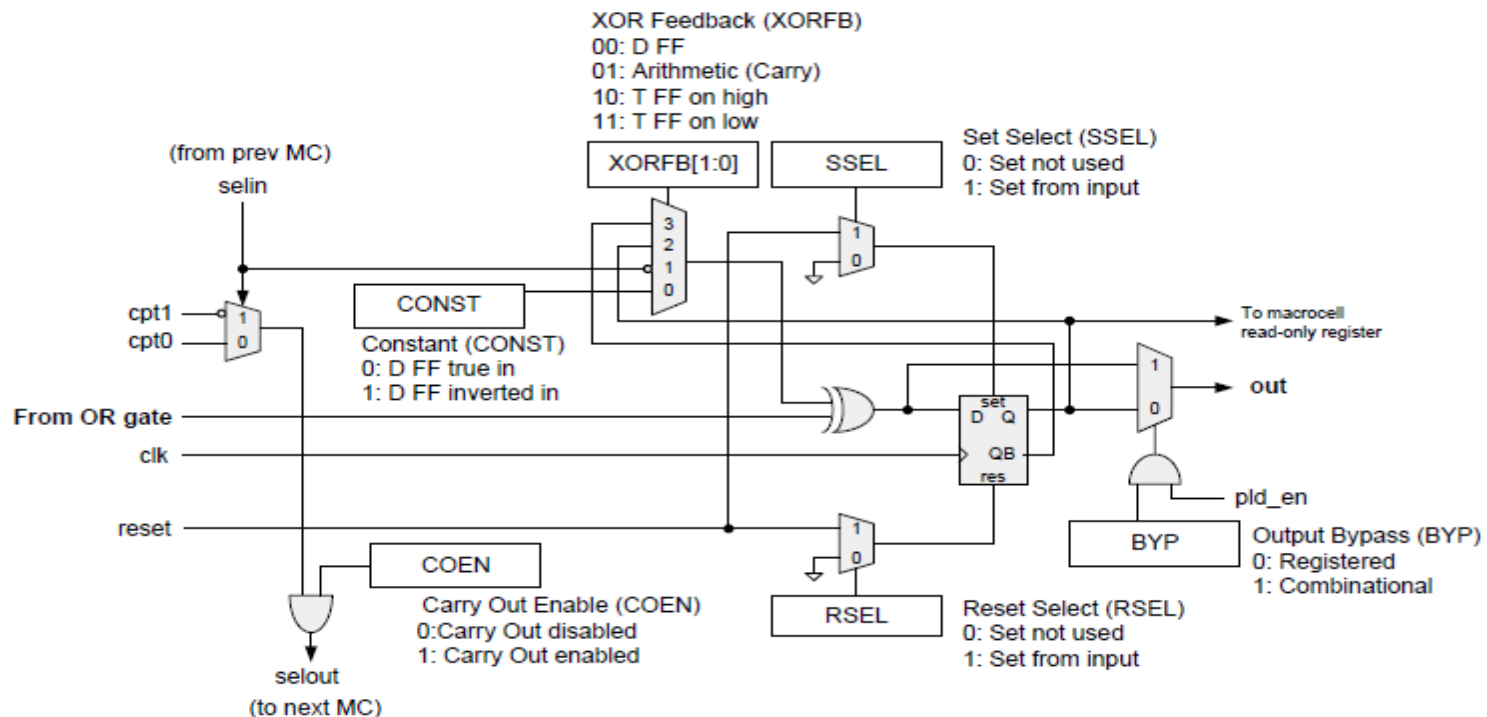 XOR Feedback (XORFB)
00: D FF
01: Arithmetic (Carry)
10: T FF on high
11: T FF on low
(from prev MC)
selin
XORFB[1:0]
SSEL
Set Select (SSEL)
0: Set not used
1: Set from input
3
2
1
0
1
0
CONST
Constant (CONST)
0: D FF true in
1: D FF inverted in
cpt1
cpt0
1
0
To macrocell
read-only register
1
0
out
From OR gate
clk
set
D Q
QB
res
pld_en
reset
1
0
BYP
Output Bypass (BYP)
0: Registered
1: Combinational
COEN
Carry Out Enable (COEN)
0:Carry Out disabled
1: Carry Out enabled
RSEL
Reset Select (RSEL)
0: Set not used
1: Set from input
selout
(to next MC)